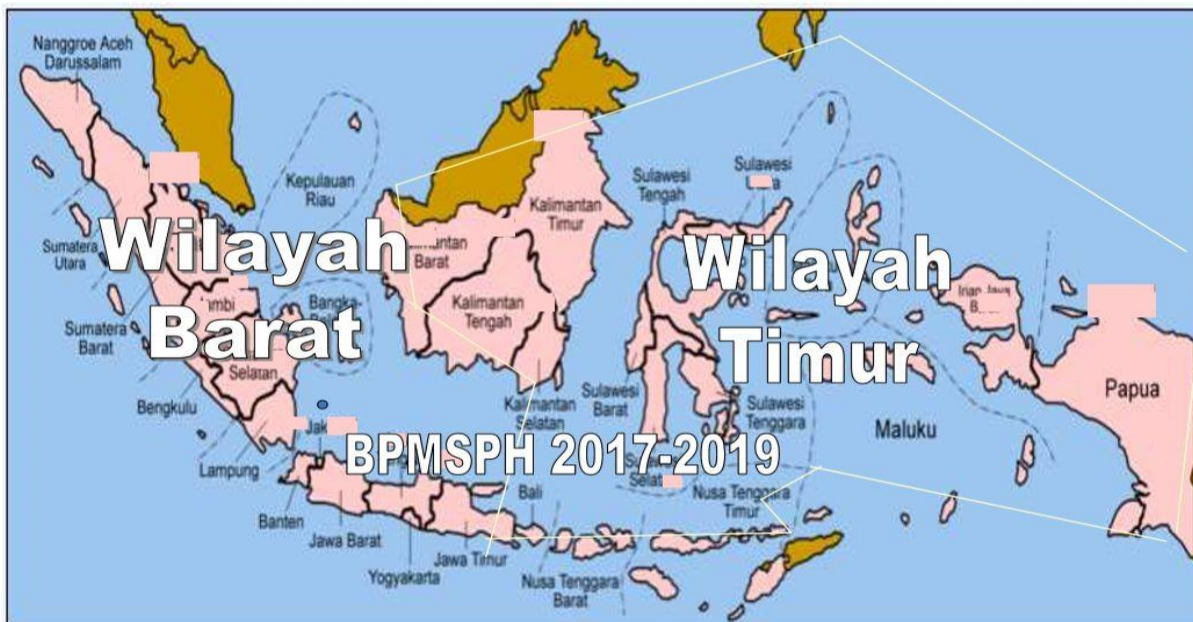 Nanggroe Aceh
Darussalam
Kepulauan
Riau
Sulawesi
Tengah
Sulawesi
Kalimantan
Timur
Sumatera
Utara
Wilayah
Barat
Barat
Wilayah
Timur
Kalimantan
Tengah
Sumatera
Barat
Selatan
Bengkulu
Kalimantan
Selatan
Sulawesi
Barat
Sulawesi
Tenggara
Papua
Maluku
BPMSPH 2017-2019
Lampung
Selatan
Bali
Nusa Tenggara
Timur
Banten
Jawa Barat
Jawa Timur
Yogyakarta
Nusa Tenggara
Barat